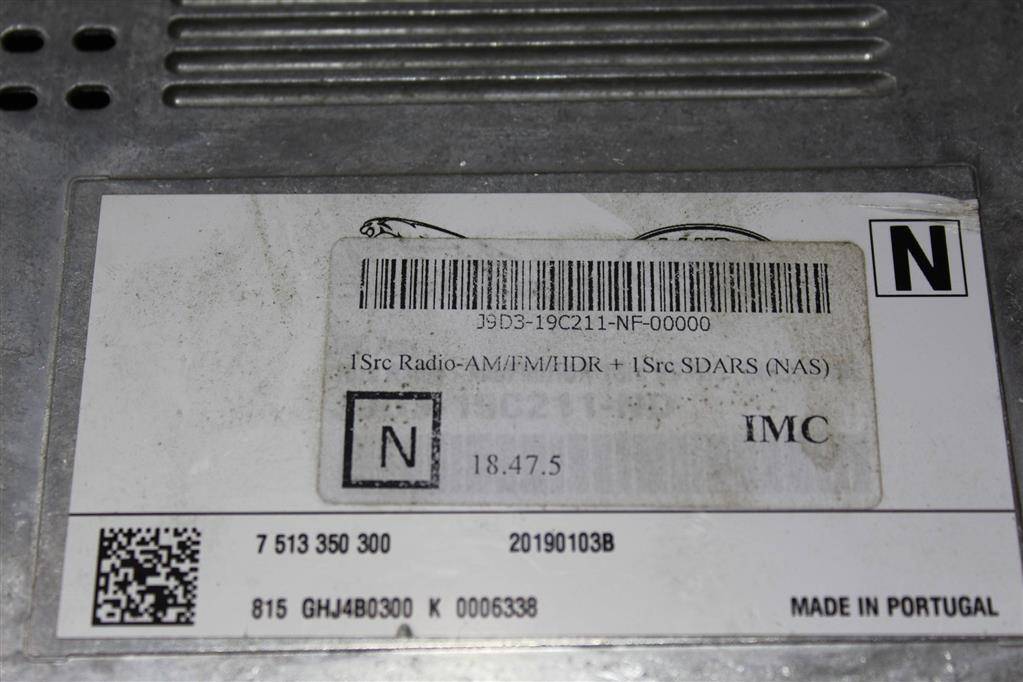 N
J9D3-19C211-NF-00000
1Src Radio-AM/FM/HDR + 1Src SDARS (NAS)
N
18.47.5
IMC
7 513 350 300
20190103B
815 GHJ4B0300 K 0006338
MADE IN PORTUGAL